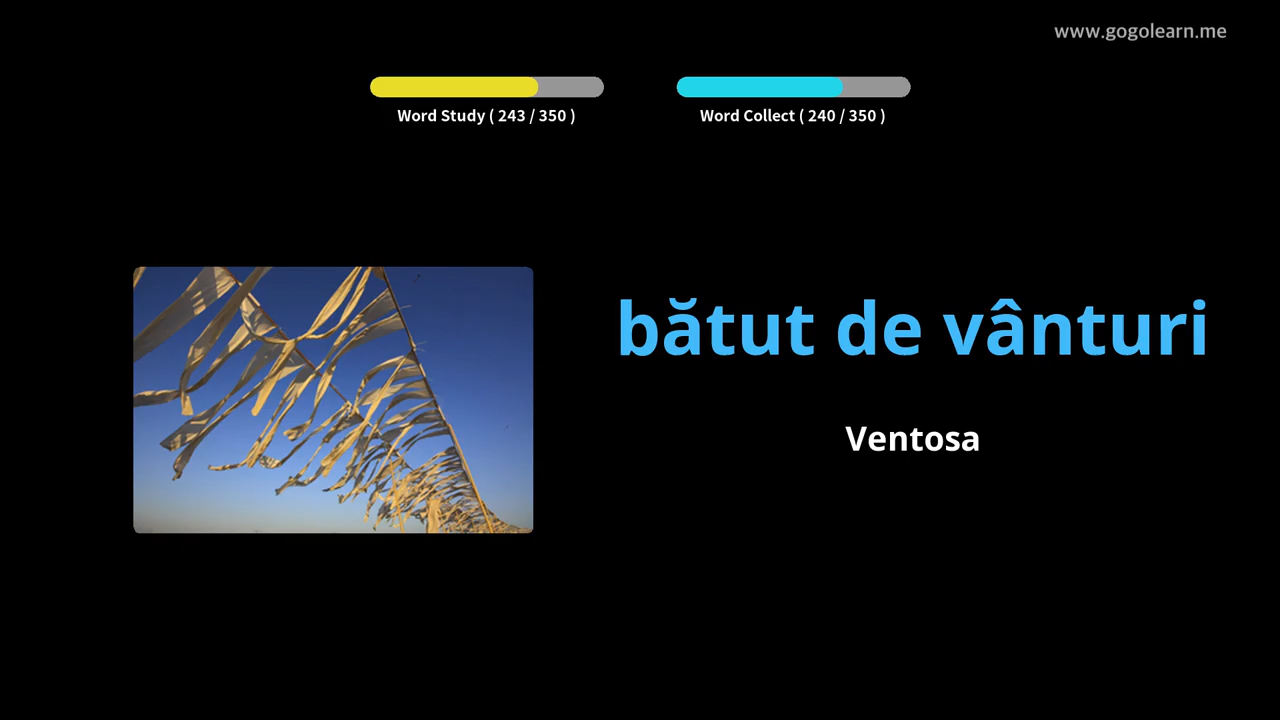 www.gogolearn.me
Word Study ( 243 / 350 )
Word Collect ( 240 / 350 )
bătut de vânturi
Ventosa